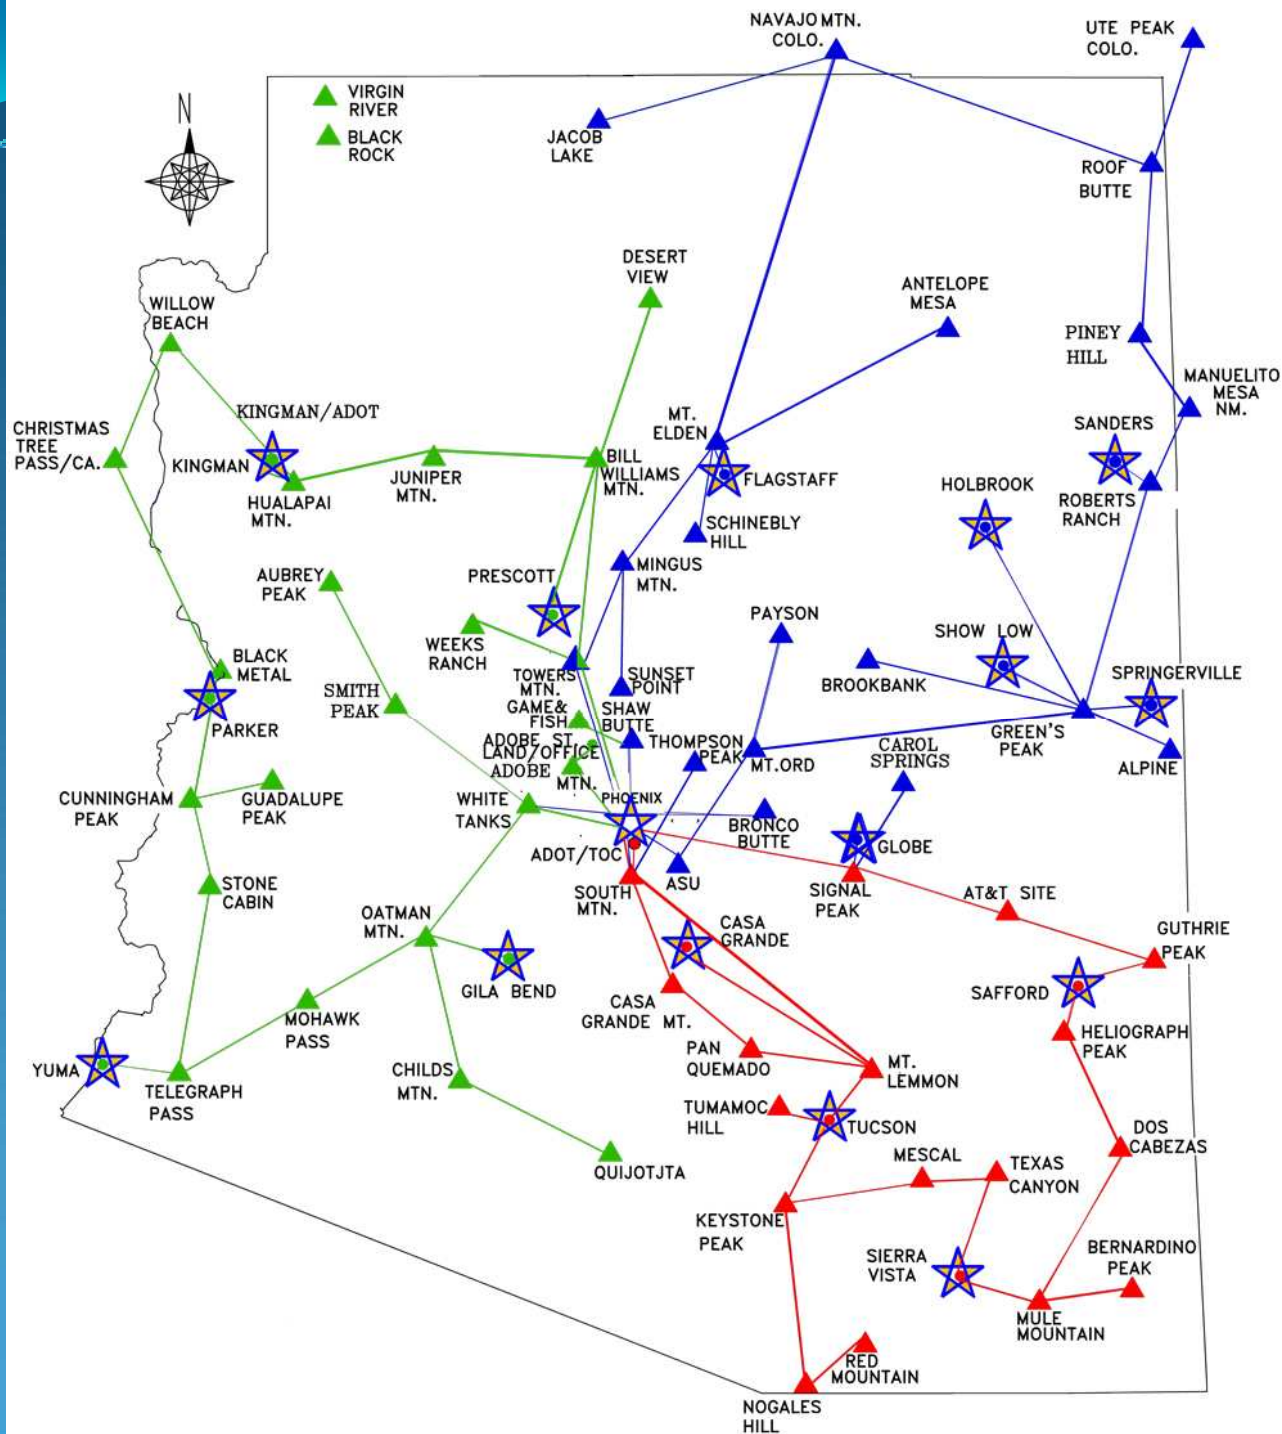 NAVAJO MTN.
COLO.
UTE PEAK
COLO.
N
VIRGIN
RIVER
BLACK
ROCK
JACOB
LAKE
ROOF
BUTTE
DESERT
VIEW
ANTELOPE
MESA
WILLOW
BEACH
PINEY
HILL
MANUELITO
MESA
NM.
KINGMAN/ADOT
MT.
ELDEN
SANDERS
CHRISTMAS
TREE
PASS/CA.
KINGMAN
HUALAPAI
MTN.
JUNIPER
MTN.
BILL
WILLIAMS
MTN.
FLAGSTAFF
HOLBROOK
ROBERTS
RANCH
SCHINEBLY
HILL
AUBREY
PEAK
PRESCOTT
MINGUS
MTN.
PAYSON
SHOW LOW
WEEKS
RANCH
BLACK
METAL
TOWERS
MTN.
SUNSET
POINT
BROOKBANK
SPRINGERVILLE
SMITH
PEAK
GAME&
FISH
SHAW
BUTTE
PARKER
ADOBE ST.
LAND/OFFICE
ADOBE
MTN.
THOMPSON
PEAK
MT.ORD
CAROL
SPRINGS
GREEN'S
PEAK
ALPINE
CUNNINGHAM
PEAK
GUADALUPE
PEAK
WHITE
TANKS
PHOENIX
BRONCO
BUTTE
ADOT/TOC
GLOBE
STONE
CABIN
SOUTH
MTN.
ASU
SIGNAL
PEAK
AT&T SITE
OATMAN
MTN.
CASA
GRANDE
GUTHRIE
PEAK
GILA BEND
SAFFORD
MOHAWK
PASS
CASA
GRANDE MT.
HELIOGRAPH
PEAK
YUMA
TELEGRAPH
PASS
CHILDS
MTN.
PAN
QUEMADO
MT.
LEMMON
TUMAMOC
HILL
TUCSON
DOS
CABEZAS
QUIJOTJTA
MESCAL
TEXAS
CANYON
KEYSTONE
PEAK
SIERRA
VISTA
BERNARDINO
PEAK
MULE
MOUNTAIN
RED
MOUNTAIN
NOGALES
HILL